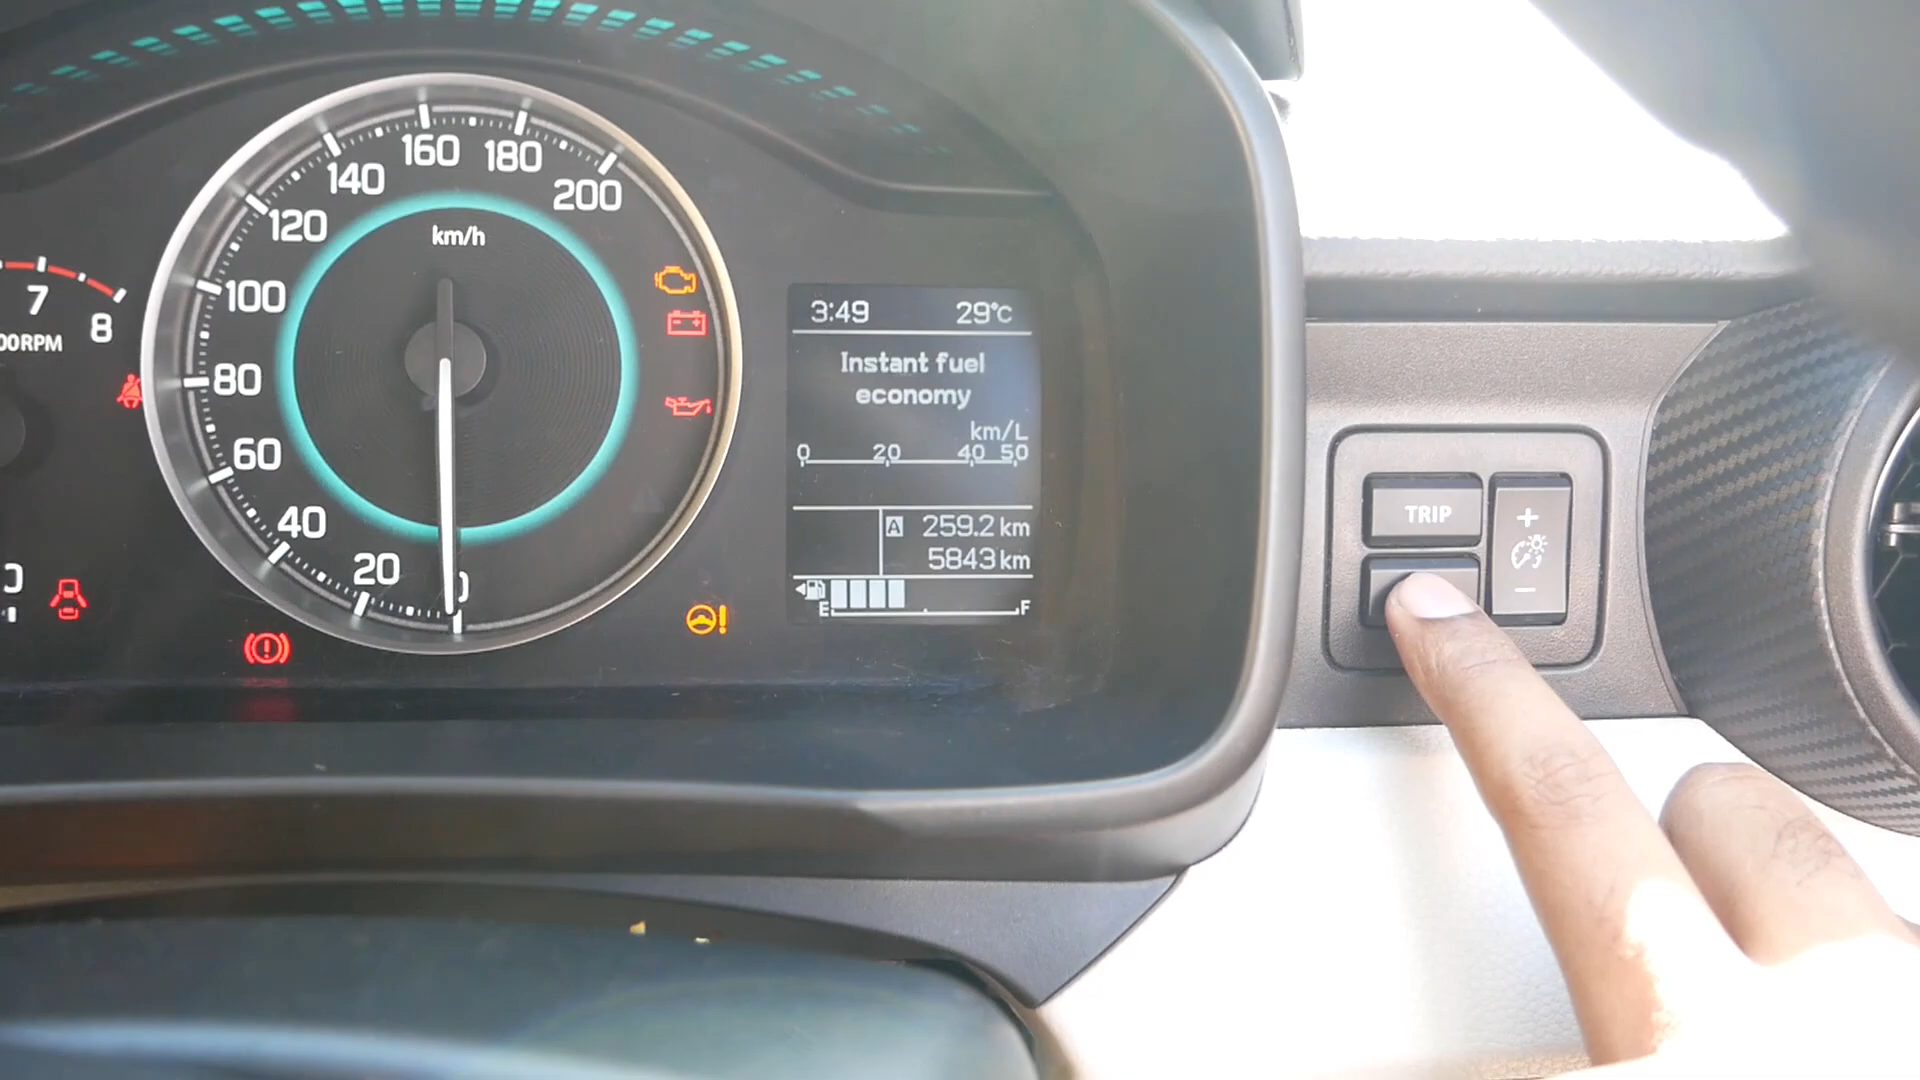 160
180
140
200
120
km/h
100
7
8
00RPM
80
60
40
20
0
3:49 29°C
Instant fuel
economy
km/L
0 20 40 50
A 259.2 km
5843 km
E F
TRIP
+
-